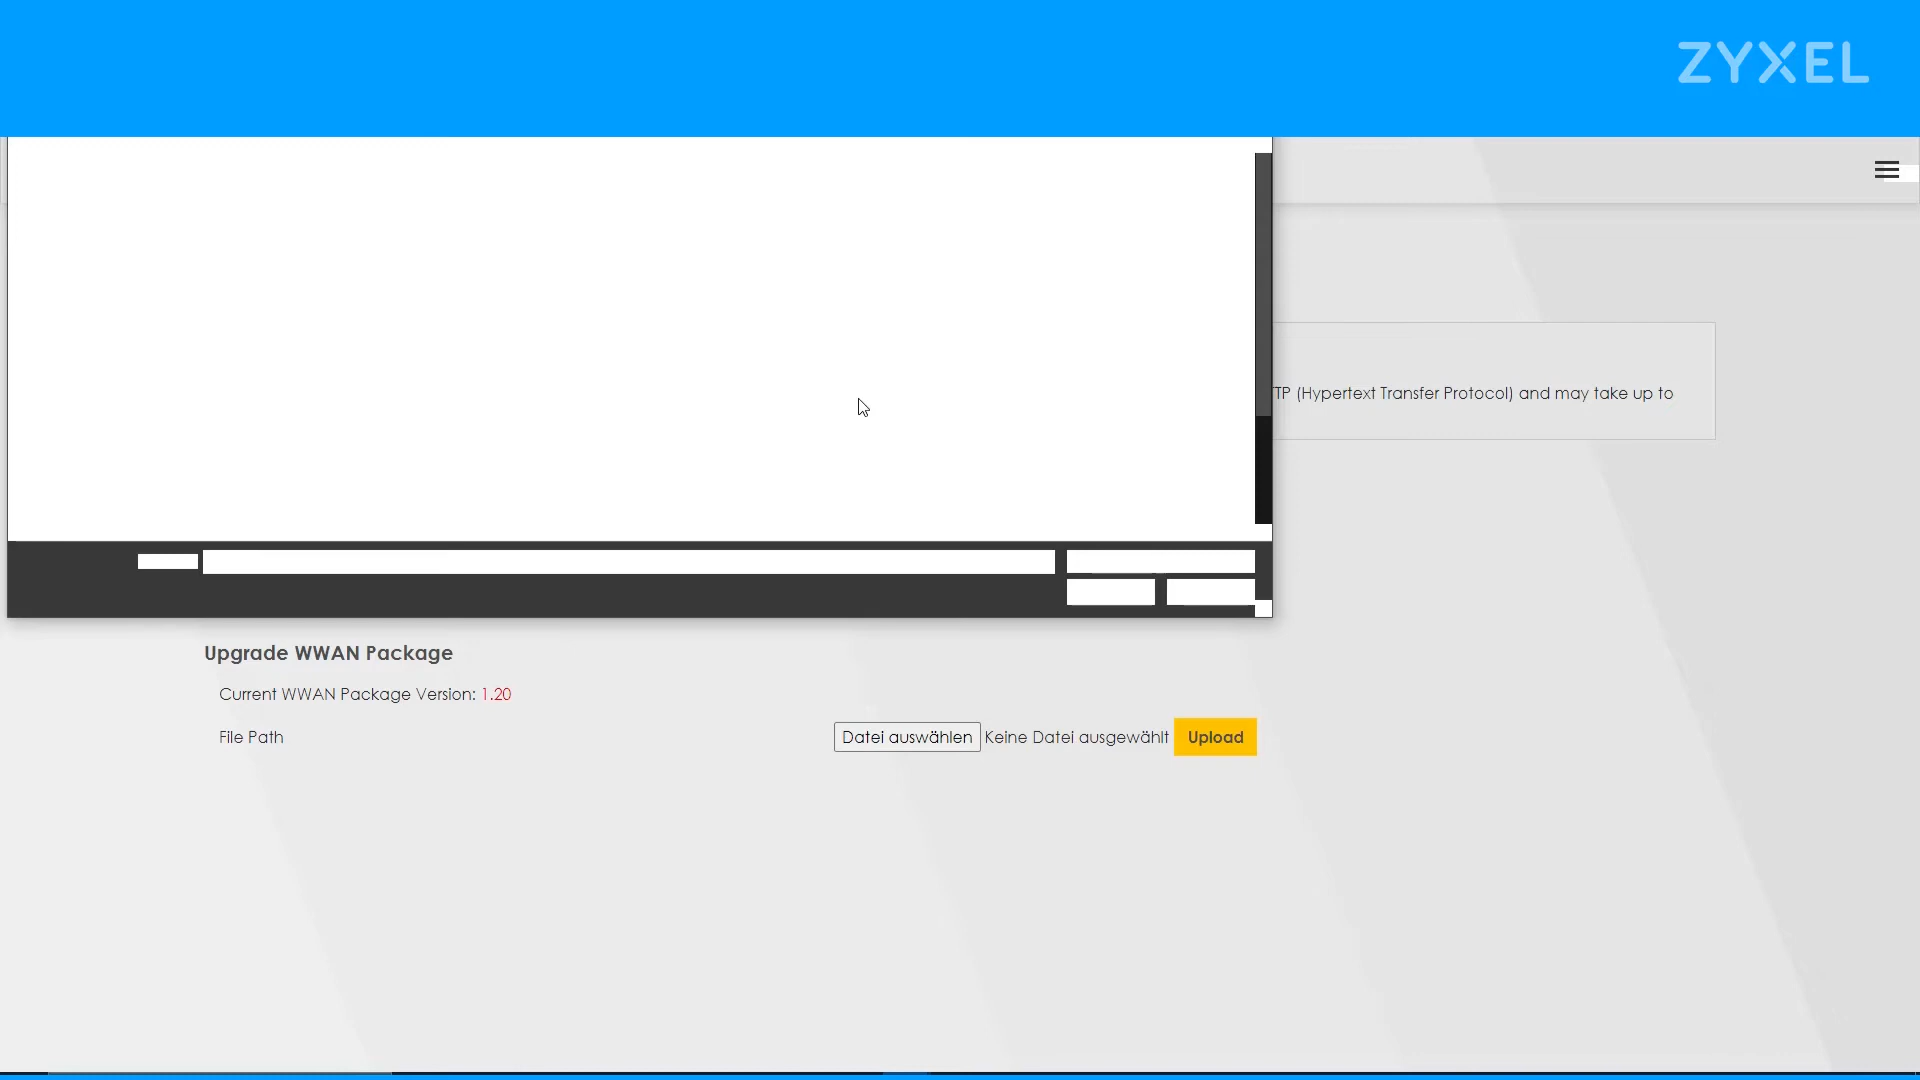 ZYXEL
TP (Hypertext Transfer Protocol) and may take up to
Upgrade WWAN Package
Current WWAN Package Version: 1.20
File Path
Datei auswählen Keine Datei ausgewählt Upload